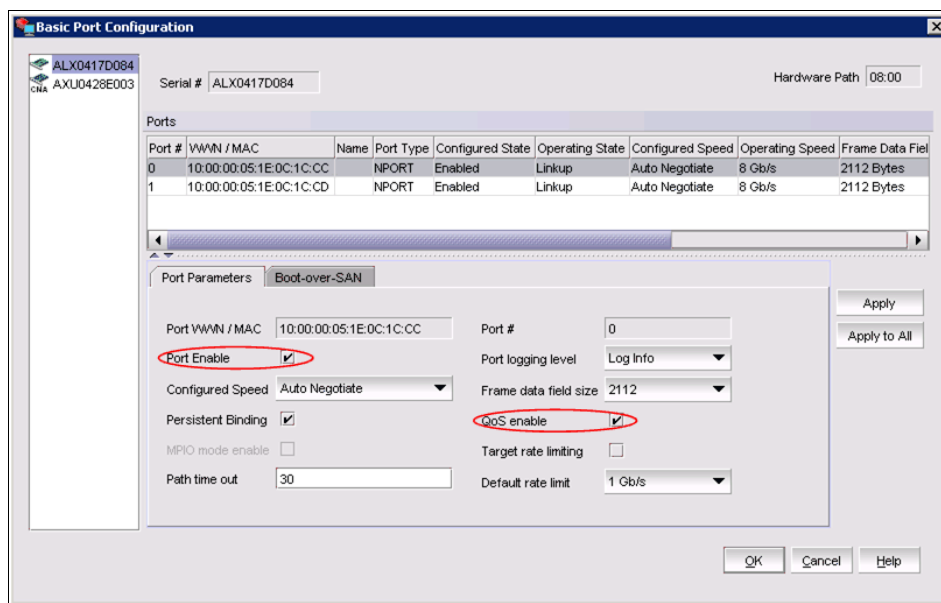 Basic Port Configuration
ALX0417D084
CNA AXU0428E003
Serial # ALX0417D084
Hardware Path 08:00
Ports
Port # WWN / MAC Name Port Type Configured State Operating State Configured Speed Operating Speed Frame Data Fiel
0 10:00:00:05:1E:0C:1C:CC NPORT Enabled Linkup Auto Negotiate 8 Gb/s 2112 Bytes
1 10:00:00:05:1E:0C:1C:CD NPORT Enabled Linkup Auto Negotiate 8 Gb/s 2112 Bytes
Port Parameters Boot-over-SAN
Port WWN / MAC 10:00:00:05:1E:0C:1C:CC Port # 0
Port Enable Port logging level Log Info
Configured Speed Auto Negotiate Frame data field size 2112
Persistent Binding QoS enable
MPIO mode enable Target rate limiting
Path time out 30 Default rate limit 1 Gb/s
Apply
Apply to All
OK Cancel Help